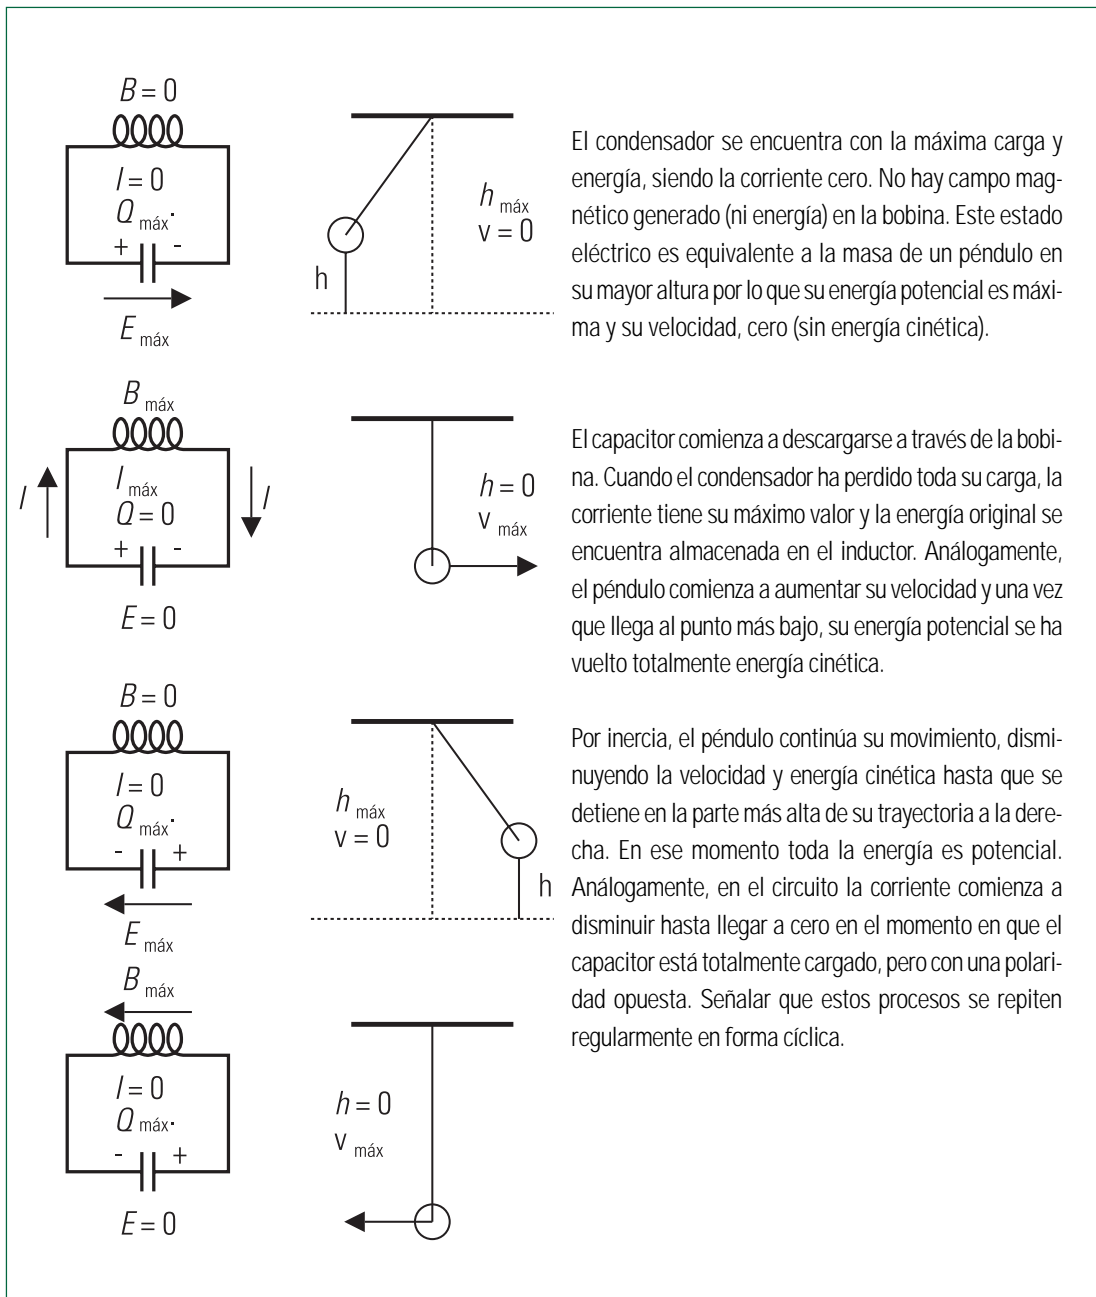 B = 0
I = 0
Q máx.
+ -
E máx
h máx
v = 0
h
El condensador se encuentra con la máxima carga y
energía, siendo la corriente cero. No hay campo mag-
nético generado (ni energía) en la bobina. Este estado
eléctrico es equivalente a la masa de un péndulo en
su mayor altura por lo que su energía potencial es máxi-
ma y su velocidad, cero (sin energía cinética).
B máx
I
I máx
Q = 0
+ -
I
E = 0
h = 0
v máx
El capacitor comienza a descargarse a través de la bobi-
na. Cuando el condensador ha perdido toda su carga, la
corriente tiene su máximo valor y la energía original se
encuentra almacenada en el inductor. Análogamente,
el péndulo comienza a aumentar su velocidad y una vez
que llega al punto más bajo, su energía potencial se ha
vuelto totalmente energía cinética.
B = 0
I = 0
Q máx.
- +
E máx
h máx
v = 0
h
Por inercia, el péndulo continúa su movimiento, dismi-
nuyendo la velocidad y energía cinética hasta que se
detiene en la parte más alta de su trayectoria a la dere-
cha. En ese momento toda la energía es potencial.
Análogamente, en el circuito la corriente comienza a
disminuir hasta llegar a cero en el momento en que el
capacitor está totalmente cargado, pero con una polari-
dad opuesta. Señalar que estos procesos se repiten
regularmente en forma cíclica.
B máx
I = 0
Q máx.
- +
E = 0
h = 0
v máx